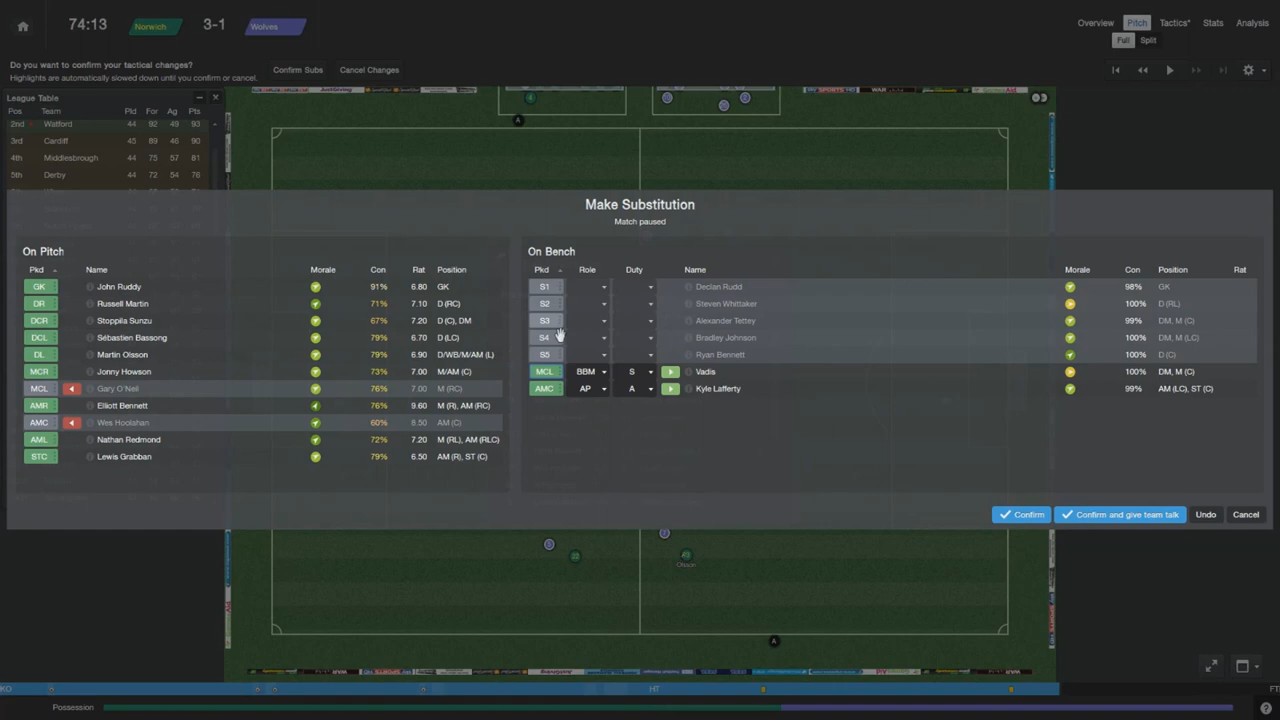 74:13 Norwich 3-1 Wolves
Overview Pitch Tactics* Stats Analysis
Full Split
Do you want to confirm your tactical changes?
Highlights are automatically slowed down until you confirm or cancel.
Confirm Subs Cancel Changes
League Table
Pos Team Pld For Ag Pts
2nd Watford 44 92 49 93
3rd Cardiff 45 89 46 90
4th Middlesbrough 44 75 57 81
5th Derby 44 72 54 76
JustGiving
WAR
A
Make Substitution
Match paused
On Pitch
Pkd Name Morale Con Rat Position
GK John Ruddy 91% 6.80 GK
DR Russell Martin 71% 7.10 D (RC)
DCR Stoppila Sunzu 67% 7.20 D (C), DM
DCL Sébastien Bassong 79% 6.70 D (LC)
DL Martin Olsson 79% 6.90 D/WB/M/AM (L)
MCR Jonny Howson 73% 7.00 M/AM (C)
MCL Gary O'Neil 76% 7.00 M (RC)
AMR Elliott Bennett 76% 9.60 M (R), AM (RC)
AMC Wes Hoolahan 60% 8.50 AM (C)
AML Nathan Redmond 72% 7.20 M (RL), AM (RLC)
STC Lewis Grabban 79% 6.50 AM (R), ST (C)
On Bench
Pkd Role Duty Name Morale Con Position Rat
S1 Declan Rudd 98% GK
S2 Steven Whittaker 100% D (RL)
S3 Alexander Tettey 99% DM, M (C)
S4 Bradley Johnson 100% DM, M (LC)
S5 Ryan Bennett 100% D (C)
MCL BBM S Vadis 100% DM, M (C)
AMC AP A Kyle Lafferty 99% AM (LC), ST (C)
Confirm Confirm and give team talk Undo Cancel
Olsson
A
KO HT FT
Possession